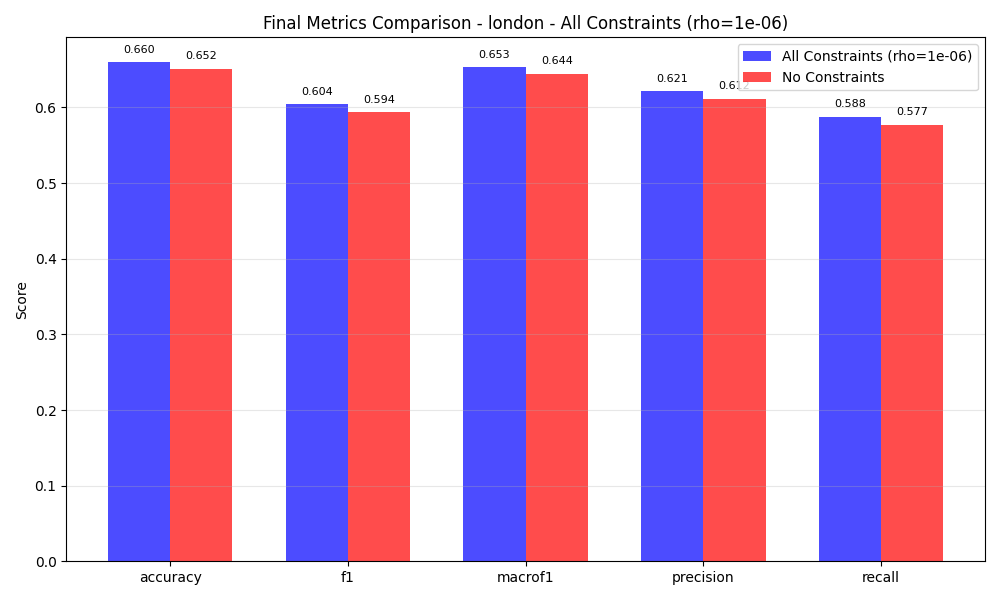 Final Metrics Comparison - london - All Constraints (rho=1e-06)
All Constraints (rho=1e-06)
No Constraints
0.660
0.652
0.604
0.594
0.653
0.644
0.621
0.612
0.588
0.577
Score
0.6
0.5
0.4
0.3
0.2
0.1
0.0
accuracy
f1
macrof1
precision
recall